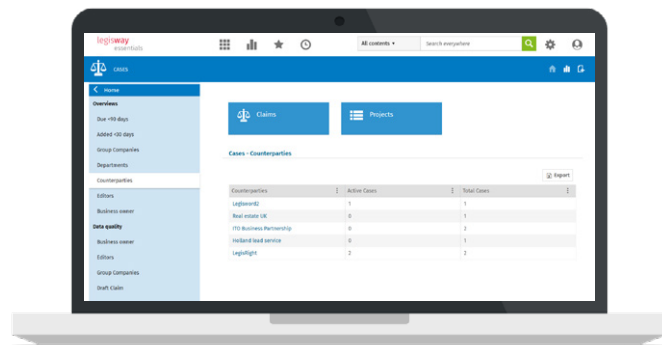 legisway
essentials
All contents
Search everywhere
CASES
Home
Overviews
Due <90 days
Added <30 days
Group Companies
Departments
Counterparties
Editors
Business owner
Data quality
Business owner
Editors
Group Companies
Draft Claim
Claims
Projects
Cases - Counterparties
Export
Counterparties Active Cases Total Cases
Legisword2 1 1
Real estate UK 0 1
ITO Business Partnership 0 2
Holland lead service 0 1
Legisflight 2 2